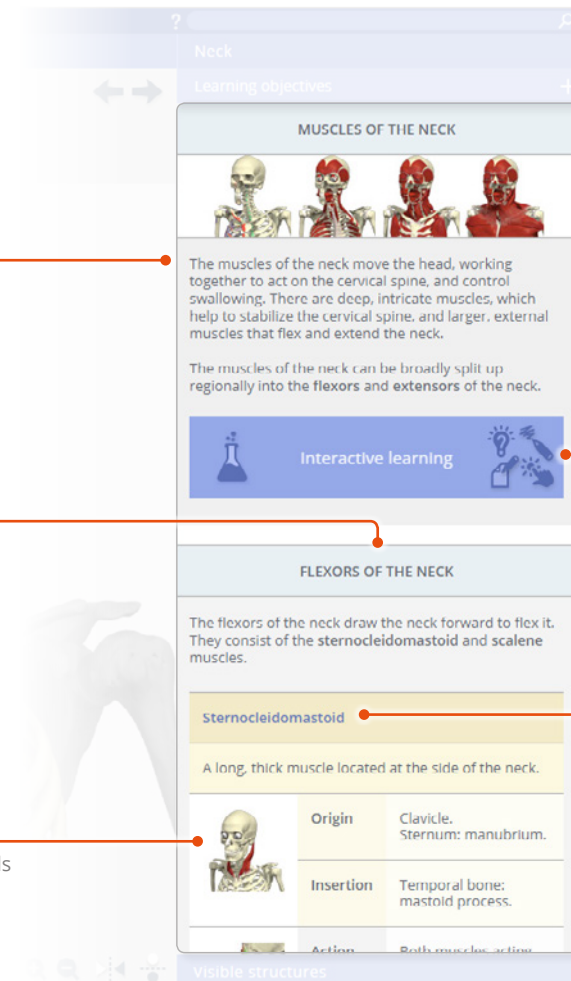 ?
Neck
Learning objectives +
MUSCLES OF THE NECK
The muscles of the neck move the head, working
together to act on the cervical spine, and control
swallowing. There are deep, intricate muscles, which
help to stabilize the cervical spine, and larger, external
muscles that flex and extend the neck.
The muscles of the neck can be broadly split up
regionally into the flexors and extensors of the neck.
Interactive learning
FLEXORS OF THE NECK
The flexors of the neck draw the neck forward to flex it.
They consist of the sternocleidomastoid and scalene
muscles.
Sternocleidomastoid
A long, thick muscle located at the side of the neck.
Origin
Clavicle.
Sternum: manubrium.
ls
Insertion
Temporal bone:
mastoid process.
Action
Both muscles acting
Visible structures